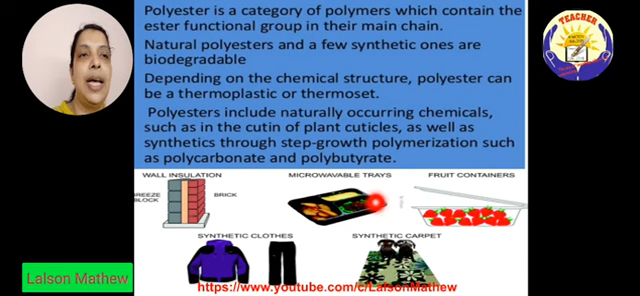 Polyester is a category of polymers which contain the
ester functional group in their main chain.
Natural polyesters and a few synthetic ones are
biodegradable
Depending on the chemical structure, polyester can
be a thermoplastic or thermoset.
Polyesters include naturally occurring chemicals,
such as in the cutin of plant cuticles, as well as
synthetics through step-growth polymerization such
as polycarbonate and polybutyrate.
TEACHER
WALL INSULATION
MICROWAVABLE TRAYS
FRUIT CONTAINERS
REEZE
BLOCK
BRICK
SYNTHETIC CLOTHES
SYNTHETIC CARPET
Lalson Mathew
https://www.youtube.com/c/LalsonMathew